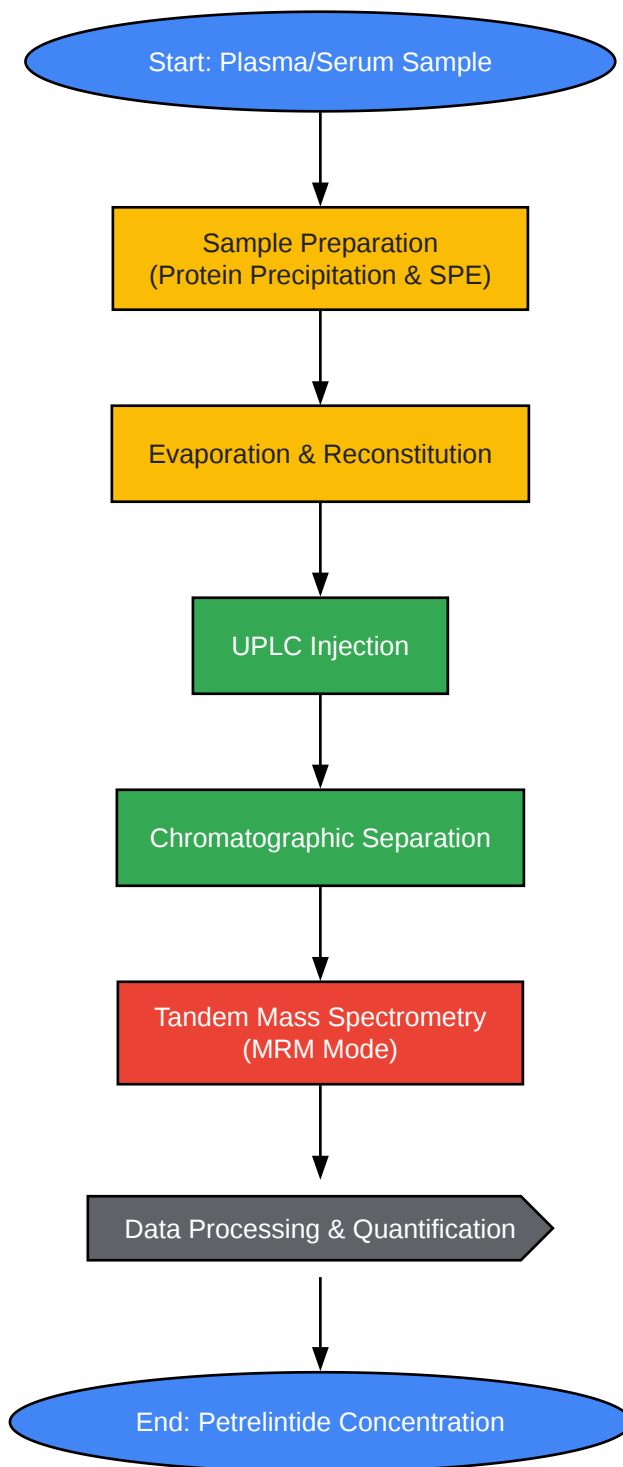 Start: Plasma/Serum Sample
Sample Preparation
(Protein Precipitation & SPE)
Evaporation & Reconstitution
UPLC Injection
Chromatographic Separation
Tandem Mass Spectrometry
(MRM Mode)
Data Processing & Quantification
End: Petrelintide Concentration